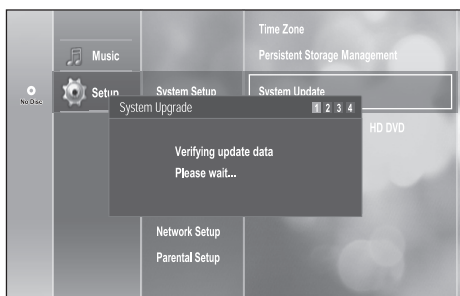 Time Zone
Music
Persistent Storage Management
No Disc
Setup
System Setup
System Update
System Upgrade
1 2 3 4
HD DVD
Verifying update data
Please wait...
Network Setup
Parental Setup